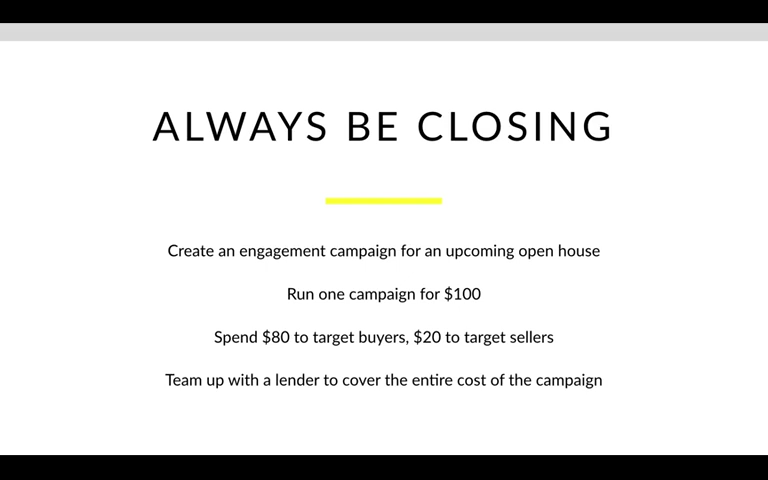 ALWAYS BE CLOSING
Create an engagement campaign for an upcoming open house
Run one campaign for $100
Spend $80 to target buyers, $20 to target sellers
Team up with a lender to cover the entire cost of the campaign